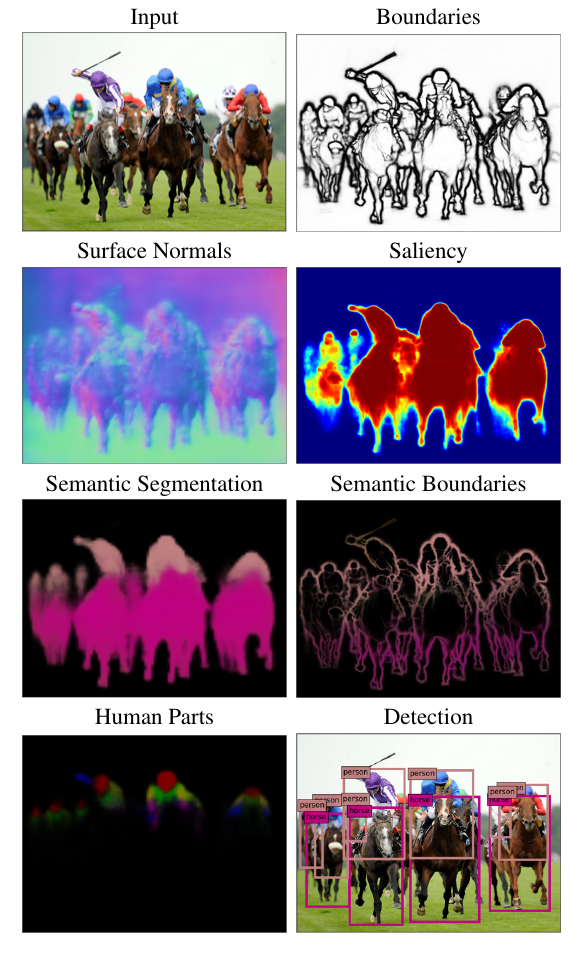 Input
Boundaries
Surface Normals
Saliency
Semantic Segmentation
Semantic Boundaries
Human Parts
Detection
person
person
person
person
person
horse
horse
horse
horse